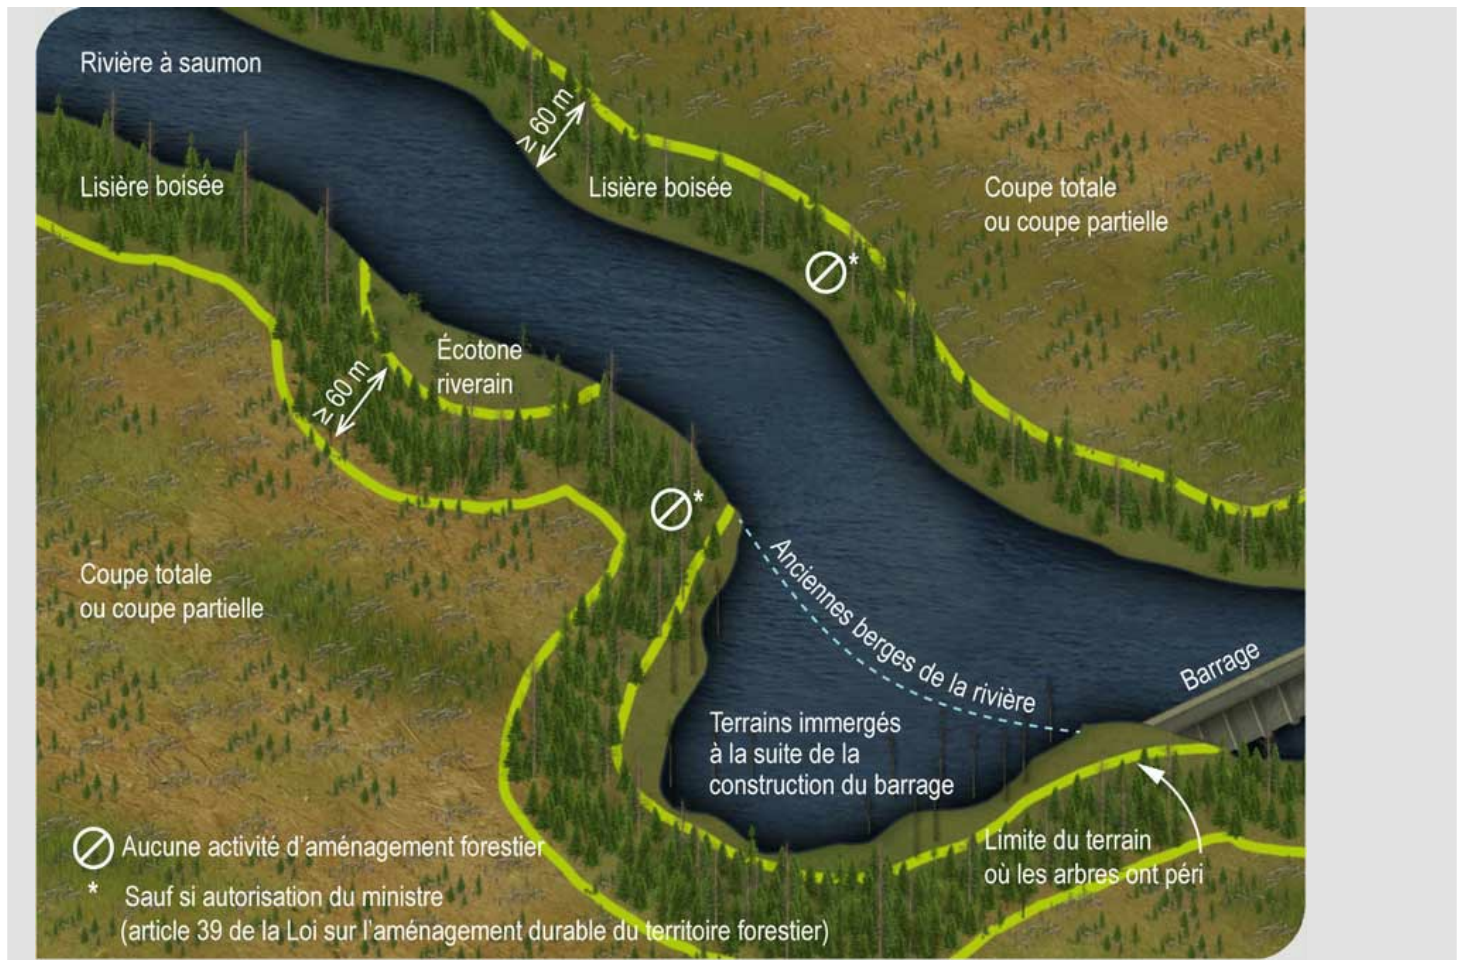 Rivière à saumon
≥ 60 m
Lisière boisée
Lisière boisée
Coupe totale
ou coupe partielle
*
Écotone
riverain
≥ 60 m
*
Anciennes berges de la rivière
Coupe totale
ou coupe partielle
Barrage
Terrains immergés
à la suite de la
construction du barrage
Limite du terrain
où les arbres ont péri
Aucune activité d'aménagement forestier
* Sauf si autorisation du ministre
(article 39 de la Loi sur l'aménagement durable du territoire forestier)